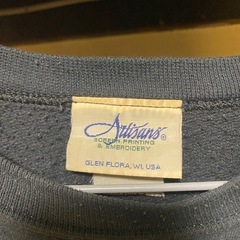 Artisans®
SCREEN PRINTING
& EMBROIDERY
GLEN FLORA, WI, USA